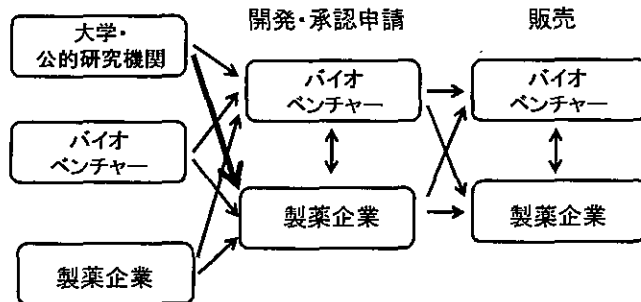 開発・承認申請
販売
大学・
公的研究機関
バイオ
ベンチャー
製薬企業
バイオ
ベンチャー
製薬企業
バイオ
ベンチャー
製薬企業